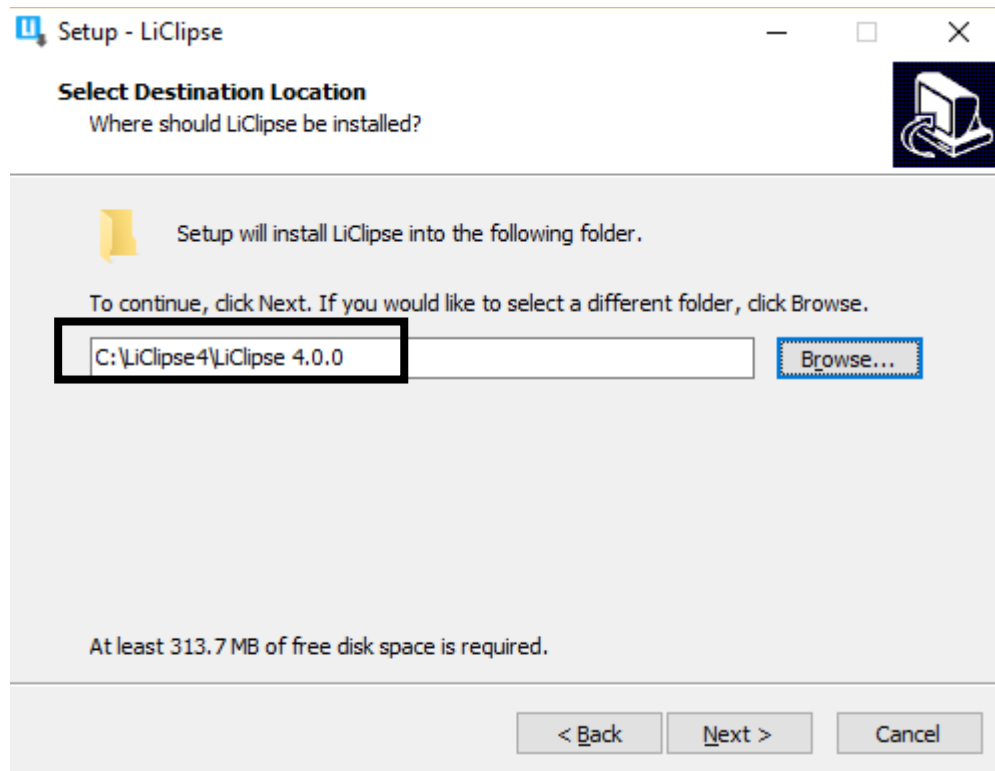 Setup - LiClipse
Select Destination Location
Where should LiClipse be installed?
Setup will install LiClipse into the following folder.
To continue, click Next. If you would like to select a different folder, click Browse.
C:\LiClipse4\LiClipse 4.0.0
Browse...
At least 313.7 MB of free disk space is required.
< Back
Next >
Cancel